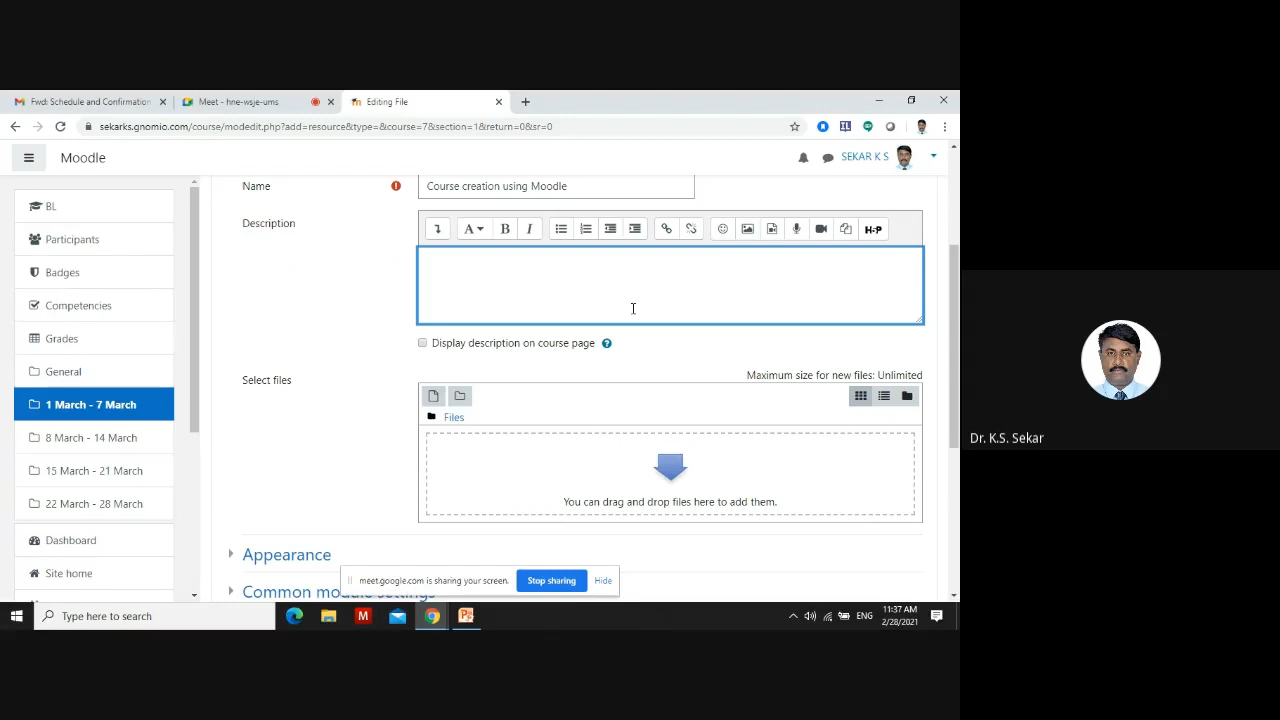 Fwd: Schedule and Confirmation
Meet - hne-wsje-ums
Editing File
sekarks.gnomio.com/course/modedit.php?add=resource&type=&course=7&section=1&return=0&sr=0
IL
Moodle
SEKAR K S
BL
Participants
Badges
Competencies
Grades
General
1 March - 7 March
8 March - 14 March
15 March - 21 March
22 March - 28 March
Dashboard
Site home
Name
Course creation using Moodle
Description
A B I H-P
Display description on course page
Select files
Maximum size for new files: Unlimited
Files
You can drag and drop files here to add them.
Appearance
Common module settings
meet.google.com is sharing your screen.
Stop sharing
Hide
Dr. K.S. Sekar
Type here to search
M
ENG
11:37 AM
2/28/2021